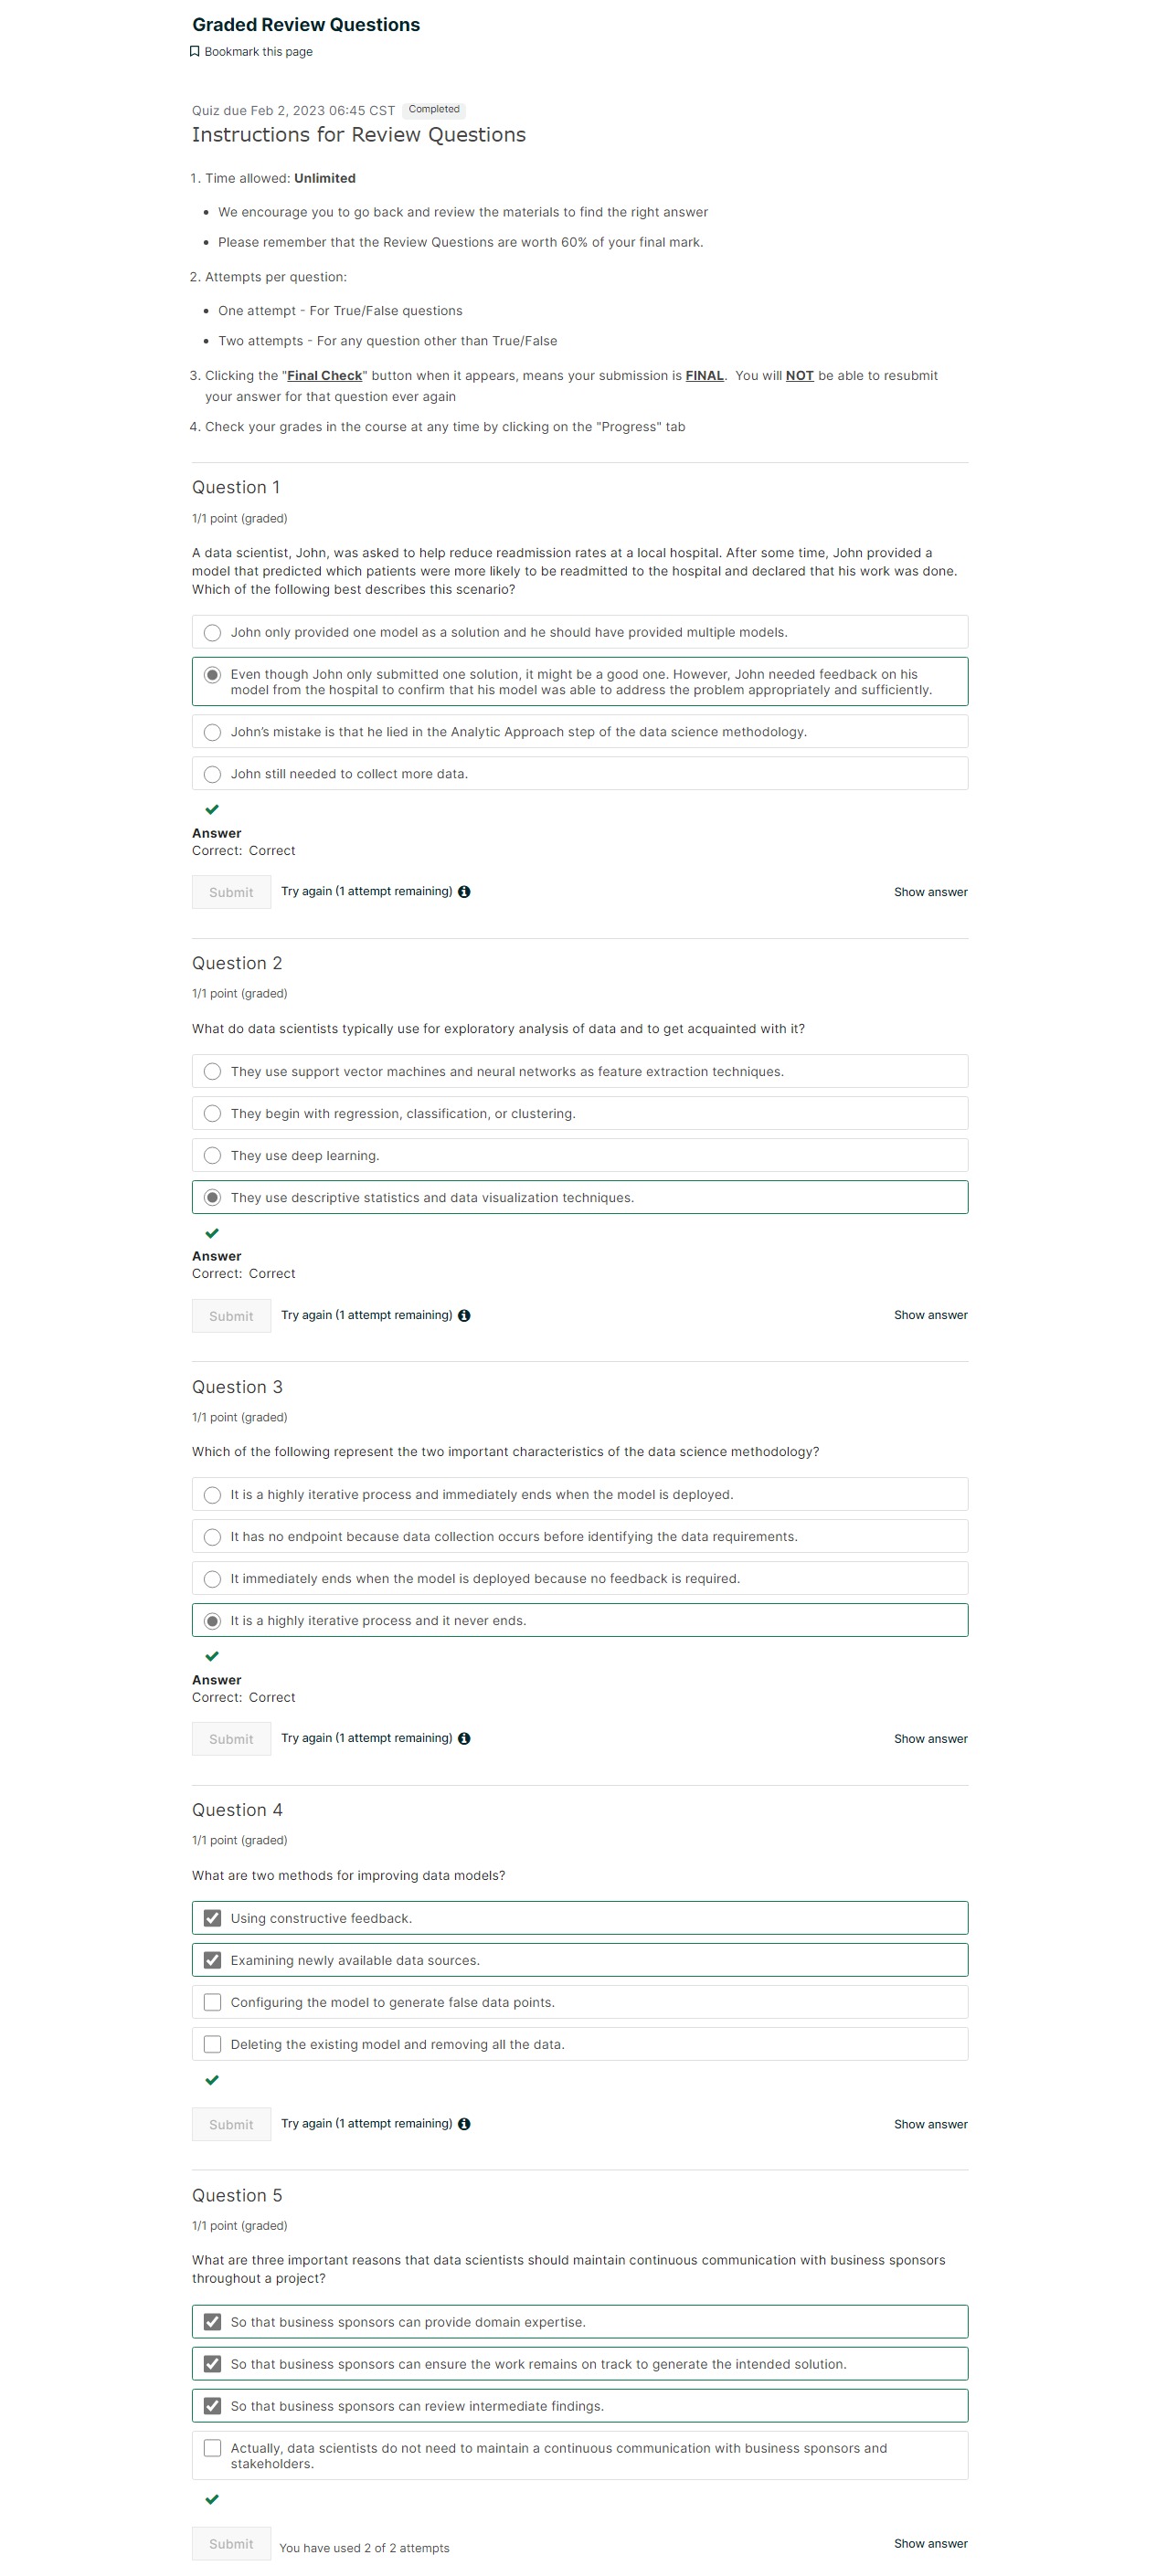 Graded Review Questions
Bookmark this page
Quiz due Feb 2, 2023 06:45 CST Completed
Instructions for Review Questions
1. Time allowed: Unlimited
• We encourage you to go back and review the materials to find the right answer
• Please remember that the Review Questions are worth 60% of your final mark.
2. Attempts per question:
• One attempt - For True/False questions
• Two attempts - For any question other than True/False
3. Clicking the "Final Check" button when it appears, means your submission is FINAL. You will NOT be able to resubmit
your answer for that question ever again
4. Check your grades in the course at any time by clicking on the "Progress" tab
Question 1
1/1 point (graded)
A data scientist, John, was asked to help reduce readmission rates at a local hospital. After some time, John provided a
model that predicted which patients were more likely to be readmitted to the hospital and declared that his work was done.
Which of the following best describes this scenario?
John only provided one model as a solution and he should have provided multiple models.
Even though John only submitted one solution, it might be a good one. However, John needed feedback on his
model from the hospital to confirm that his model was able to address the problem appropriately and sufficiently.
John's mistake is that he lied in the Analytic Approach step of the data science methodology.
John still needed to collect more data.
Answer
Correct: Correct
Submit Try again (1 attempt remaining) Show answer
Question 2
1/1 point (graded)
What do data scientists typically use for exploratory analysis of data and to get acquainted with it?
They use support vector machines and neural networks as feature extraction techniques.
They begin with regression, classification, or clustering.
They use deep learning.
They use descriptive statistics and data visualization techniques.
Answer
Correct: Correct
Submit Try again (1 attempt remaining) Show answer
Question 3
1/1 point (graded)
Which of the following represent the two important characteristics of the data science methodology?
It is a highly iterative process and immediately ends when the model is deployed.
It has no endpoint because data collection occurs before identifying the data requirements.
It immediately ends when the model is deployed because no feedback is required.
It is a highly iterative process and it never ends.
Answer
Correct: Correct
Submit Try again (1 attempt remaining) Show answer
Question 4
1/1 point (graded)
What are two methods for improving data models?
Using constructive feedback.
Examining newly available data sources.
Configuring the model to generate false data points.
Deleting the existing model and removing all the data.
Submit Try again (1 attempt remaining) Show answer
Question 5
1/1 point (graded)
What are three important reasons that data scientists should maintain continuous communication with business sponsors
throughout a project?
So that business sponsors can provide domain expertise.
So that business sponsors can ensure the work remains on track to generate the intended solution.
So that business sponsors can review intermediate findings.
Actually, data scientists do not need to maintain a continuous communication with business sponsors and
stakeholders.
Submit You have used 2 of 2 attempts Show answer